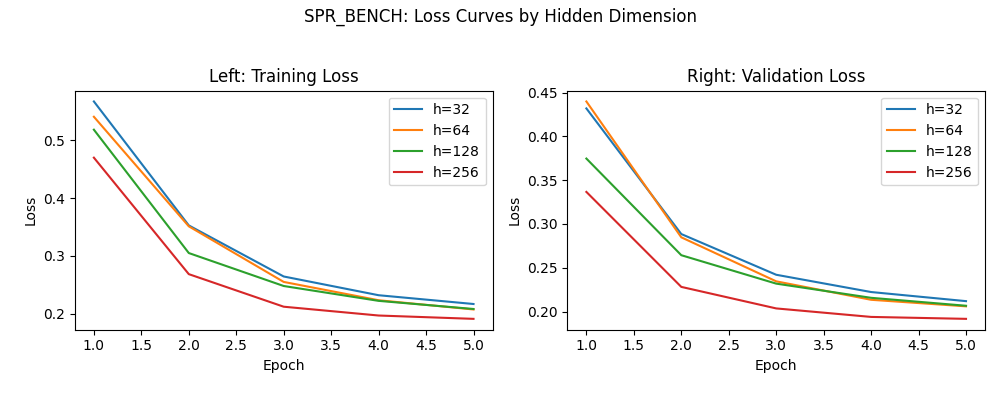 SPR_BENCH: Loss Curves by Hidden Dimension
Left: Training Loss
Loss
0.5
0.4
0.3
0.2
h=32
h=64
h=128
h=256
1.0 1.5 2.0 2.5 3.0 3.5 4.0 4.5 5.0
Epoch
Right: Validation Loss
Loss
0.45
0.40
0.35
0.30
0.25
0.20
h=32
h=64
h=128
h=256
1.0 1.5 2.0 2.5 3.0 3.5 4.0 4.5 5.0
Epoch